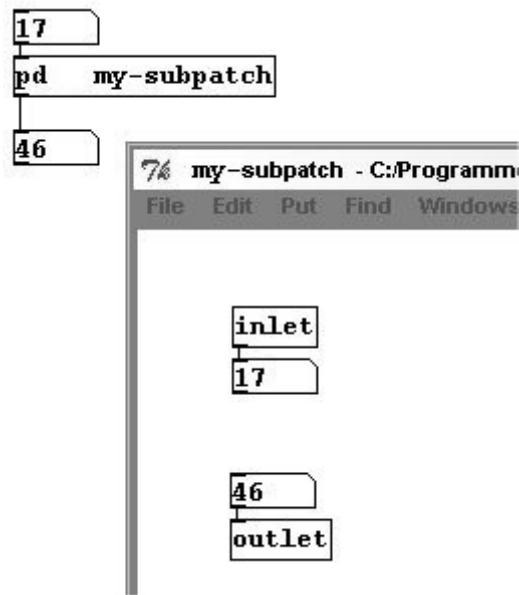 17
pd my-subpatch
46
my-subpatch - C:/Programm
File Edit Put Find Windows
inlet
17
46
outlet